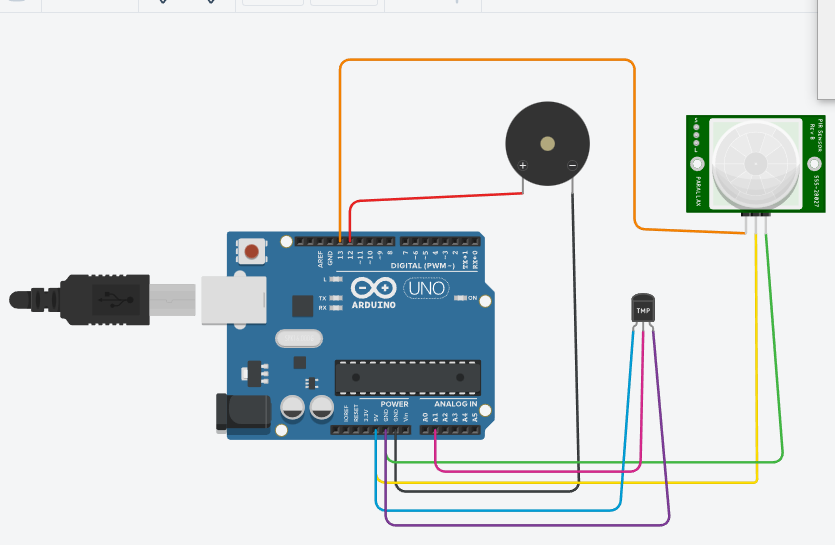 +
−
PIR Sensor
Rev B
S
L
PARALLAX
555-28027
AREF
GND
13
12
~11
~10
~9
8
7
~6
~5
4
~3
2
TX→1
RX←0
DIGITAL (PWM~)
L
TX
RX
UNO
ON
ARDUINO
TMP
POWER
ANALOG IN
IOREF
RESET
3.3V
5V
GND
GND
Vin
A0
A1
A2
A3
A4
A5